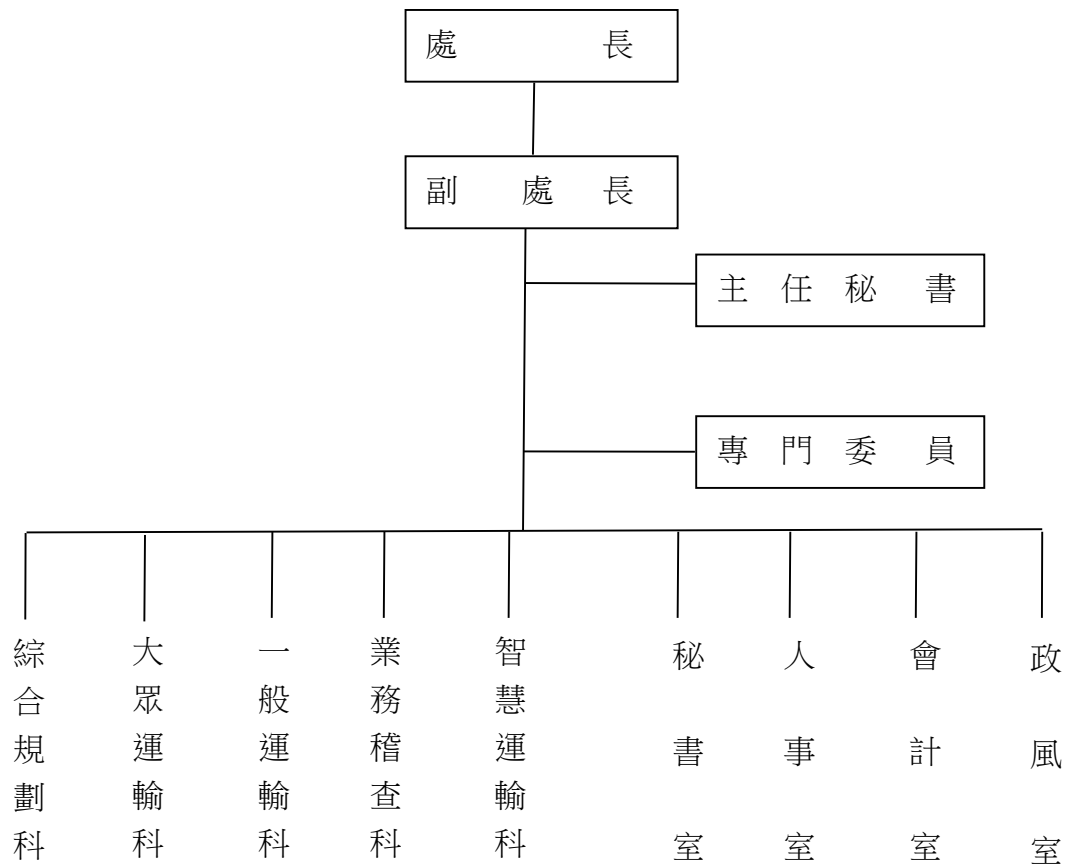 處長
副處長
主任秘書
專門委員
綜合規劃科
大眾運輸科
一般運輸科
業務稽查科
智慧運輸科
秘書室
人事室
會計室
政風室